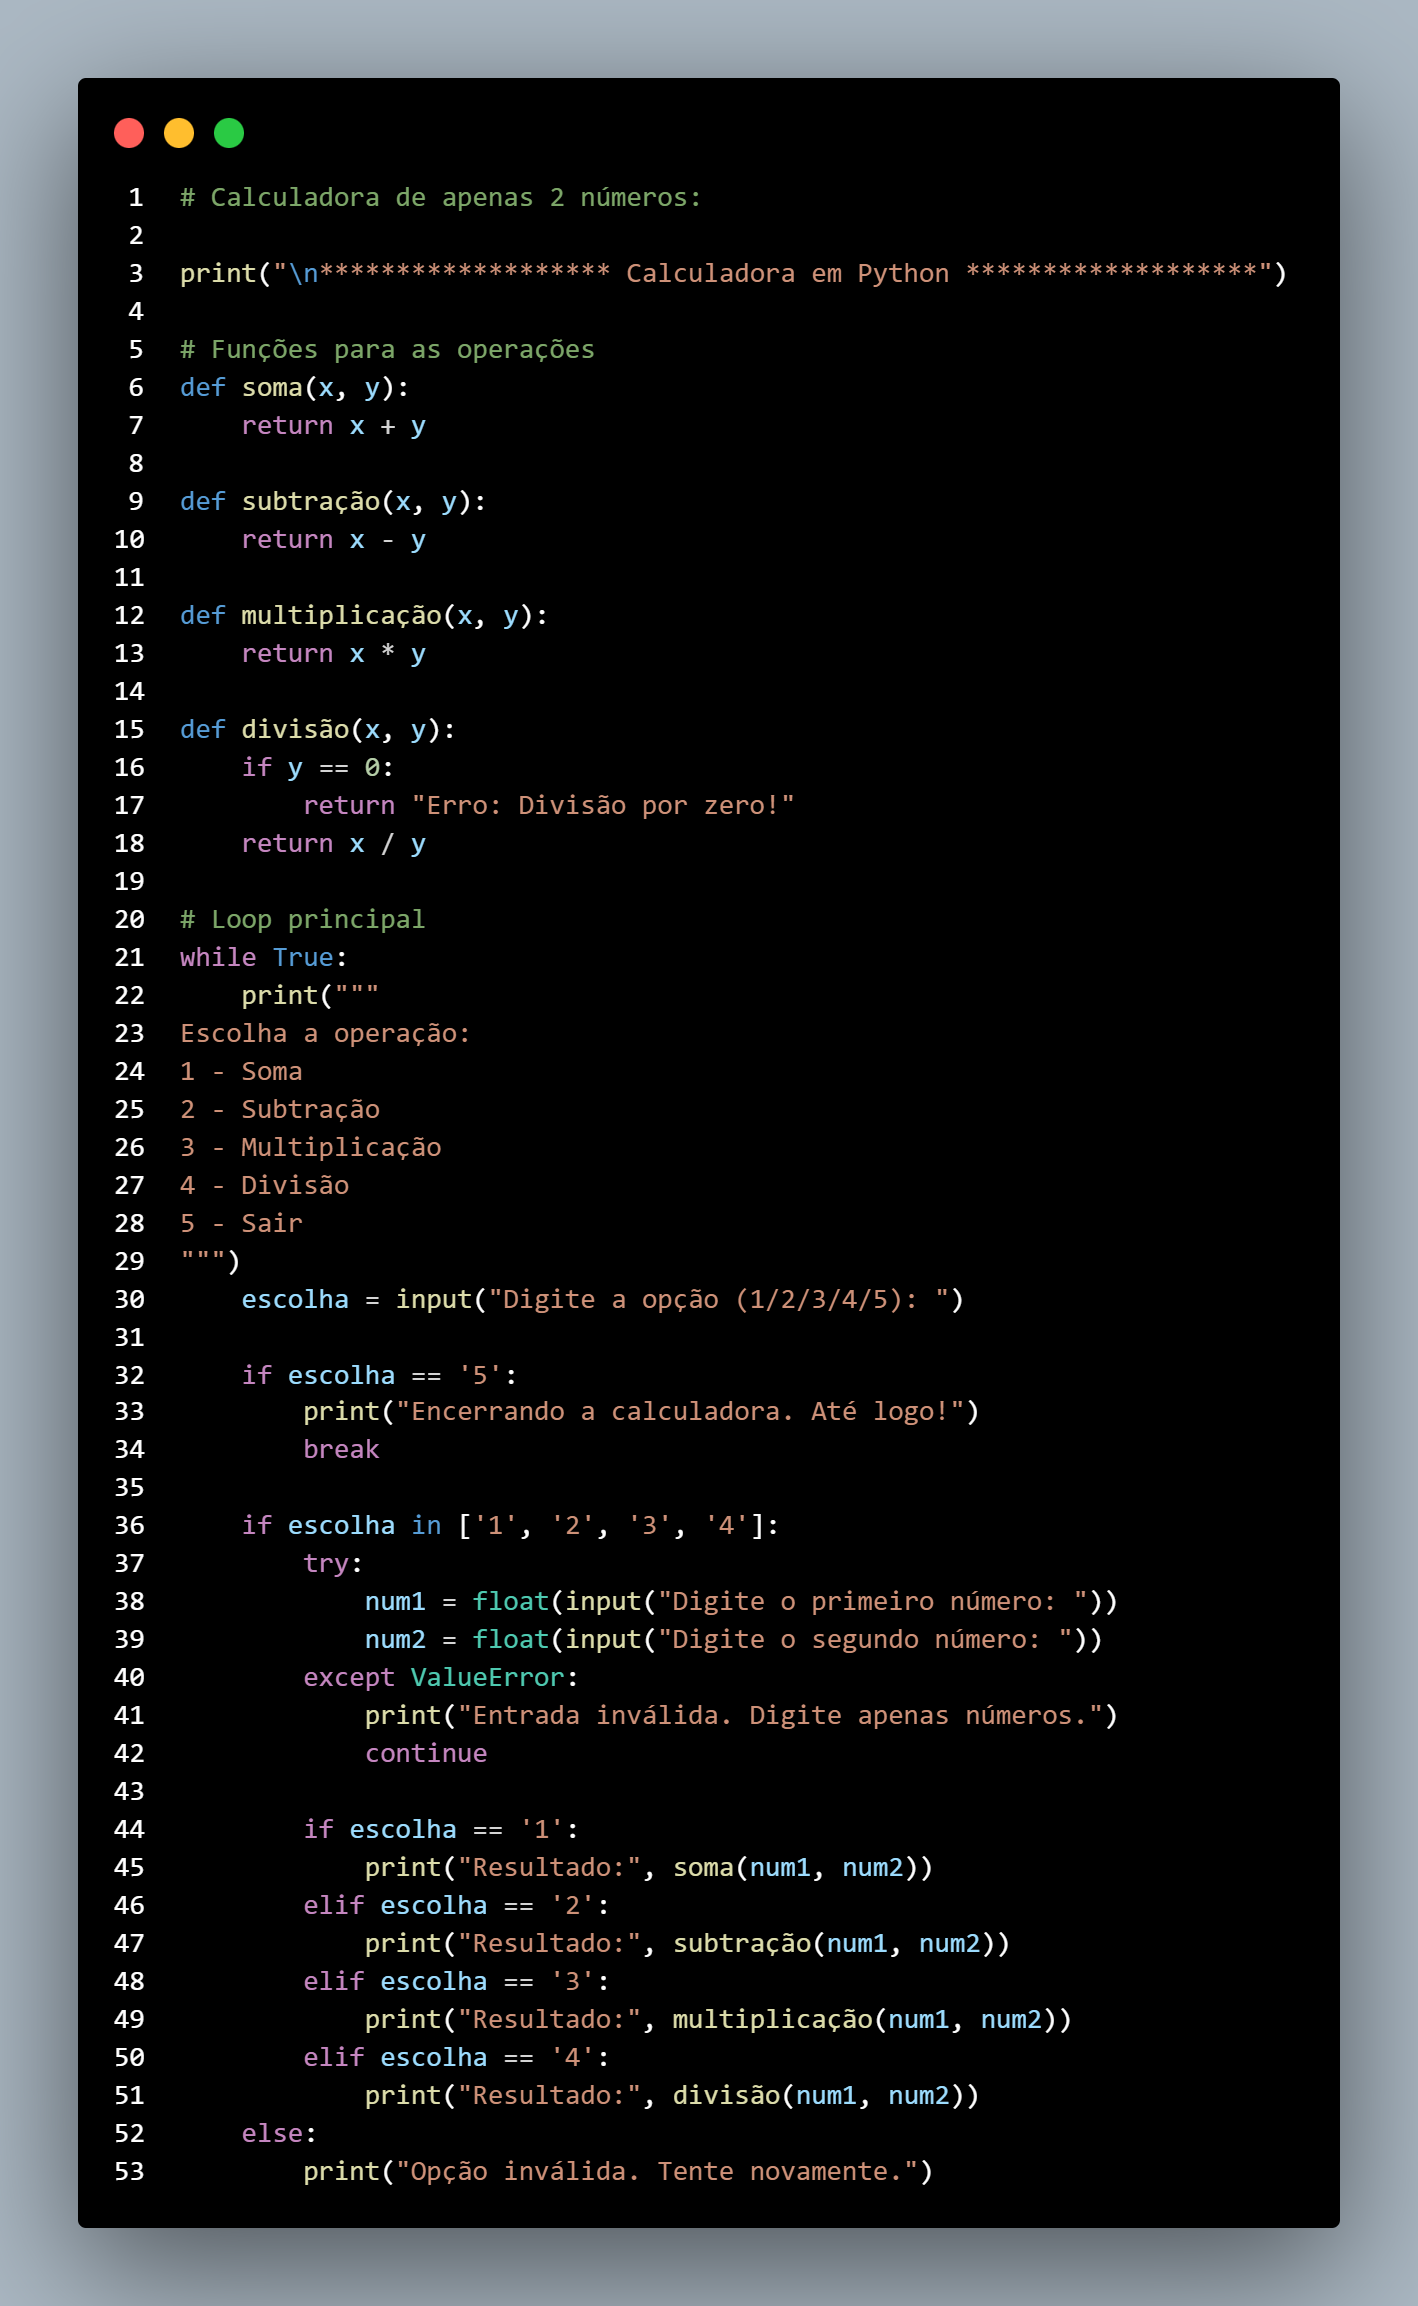 1 # Calculadora de apenas 2 números:
2
3 print("\n******************* Calculadora em Python *******************")
4
5 # Funções para as operações
6 def soma(x, y):
7     return x + y
8
9 def subtração(x, y):
10     return x - y
11
12 def multiplicação(x, y):
13     return x * y
14
15 def divisão(x, y):
16     if y == 0:
17         return "Erro: Divisão por zero!"
18     return x / y
19
20 # Loop principal
21 while True:
22     print("""
23 Escolha a operação:
24 1 - Soma
25 2 - Subtração
26 3 - Multiplicação
27 4 - Divisão
28 5 - Sair
29 """)
30     escolha = input("Digite a opção (1/2/3/4/5): ")
31
32     if escolha == '5':
33         print("Encerrando a calculadora. Até logo!")
34         break
35
36     if escolha in ['1', '2', '3', '4']:
37         try:
38             num1 = float(input("Digite o primeiro número: "))
39             num2 = float(input("Digite o segundo número: "))
40         except ValueError:
41             print("Entrada inválida. Digite apenas números.")
42             continue
43
44         if escolha == '1':
45             print("Resultado:", soma(num1, num2))
46         elif escolha == '2':
47             print("Resultado:", subtração(num1, num2))
48         elif escolha == '3':
49             print("Resultado:", multiplicação(num1, num2))
50         elif escolha == '4':
51             print("Resultado:", divisão(num1, num2))
52     else:
53         print("Opção inválida. Tente novamente.")